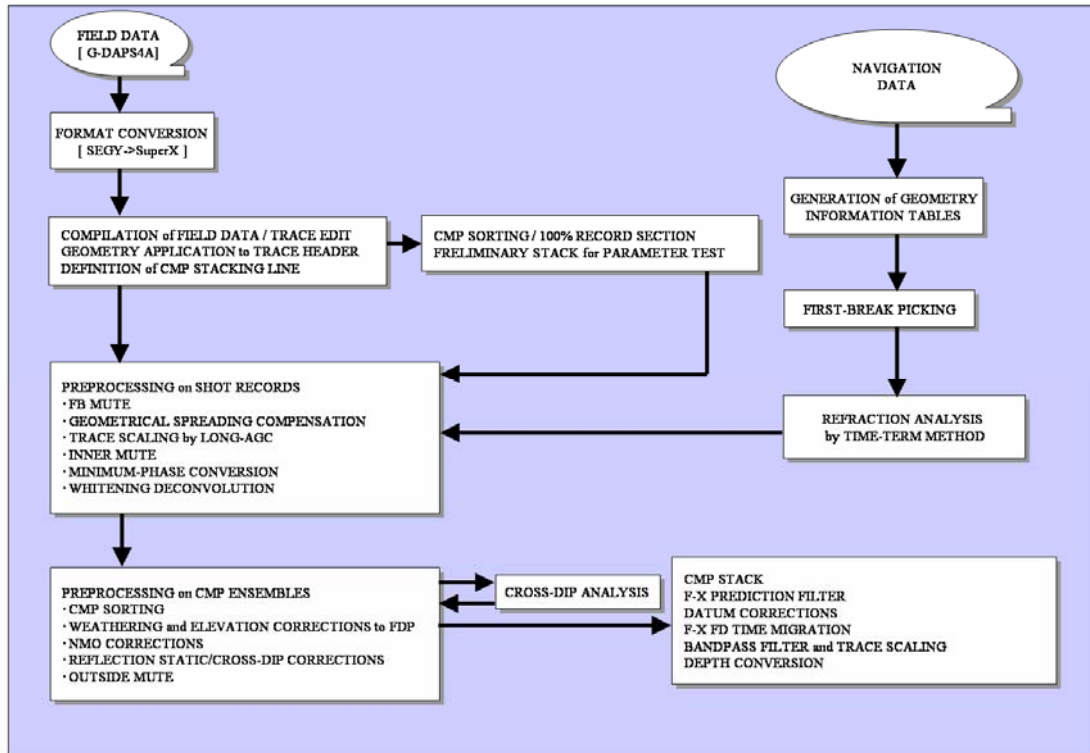 FIELD DATA
[ G-DAPS4A]
FORMAT CONVERSION
[ SEGY->SuperX ]
COMPILATION of FIELD DATA / TRACE EDIT
GEOMETRY APPLICATION to TRACE HEADER
DEFINITION of CMP STACKING LINE
CMP SORTING / 100% RECORD SECTION
FRELIMINARY STACK for PARAMETER TEST
NAVIGATION
DATA
GENERATION of GEOMETRY
INFORMATION TABLES
FIRST-BREAK PICKING
REFRACTION ANALYSIS
by TIME-TERM METHOD
PREPROCESSING on SHOT RECORDS
・FB MUTE
・GEOMETRICAL SPREADING COMPENSATION
・TRACE SCALING by LONG-AGC
・INNER MUTE
・MINIMUM-PHASE CONVERSION
・WHITENING DECONVOLUTION
PREPROCESSING on CMP ENSEMBLES
・CMP SORTING
・WEATHERING and ELEVATION CORRECTIONS to FDP
・NMO CORRECTIONS
・REFLECTION STATIC/CROSS-DIP CORRECTIONS
・OUTSIDE MUTE
CROSS-DIP ANALYSIS
CMP STACK
F-X PREDICTION FILTER
DATUM CORRECTIONS
F-X FD TIME MIGRATION
BANDPASS FILTER and TRACE SCALING
DEPTH CONVERSION